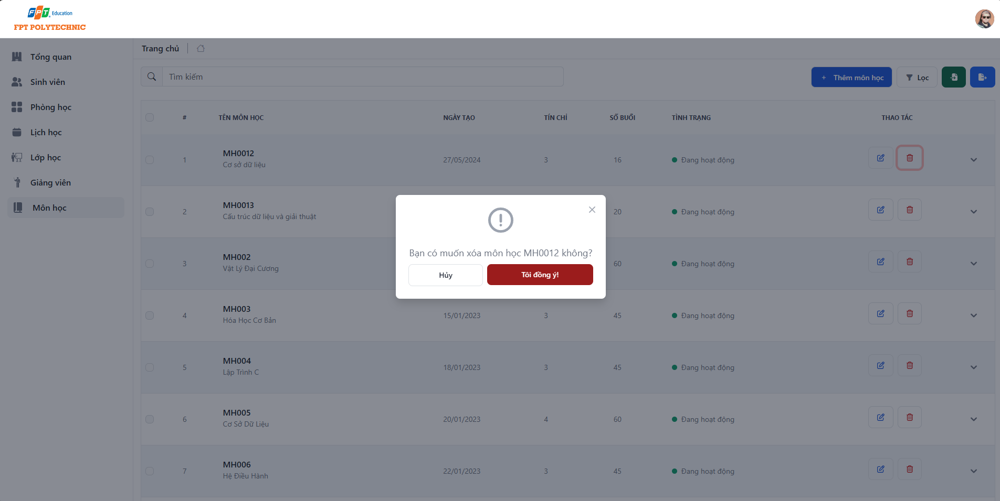 FPT Education
FPT POLYTECHNIC
Tổng quan
Sinh viên
Phòng học
Lịch học
Lớp học
Giảng viên
Môn học
Trang chủ
Tìm kiếm
+ Thêm môn học
Lọc
# TÊN MÔN HỌC NGÀY TẠO TÍN CHỈ SỐ BUỔI TÌNH TRẠNG THAO TÁC
MH0012
1 Cơ sở dữ liệu 27/05/2024 3 16 Đang hoạt động
MH0013
2 Cấu trúc dữ liệu và giải thuật 20 Đang hoạt động
MH002
3 Vật Lý Đại Cương 60 Đang hoạt động
Bạn có muốn xóa môn học MH0012 không?
Hủy
Tôi đồng ý!
MH003
4 Hóa Học Cơ Bản 15/01/2023 3 45 Đang hoạt động
MH004
5 Lập Trình C 18/01/2023 3 45 Đang hoạt động
MH005
6 Cơ Sở Dữ Liệu 20/01/2023 4 60 Đang hoạt động
MH006
7 Hệ Điều Hành 22/01/2023 3 45 Đang hoạt động